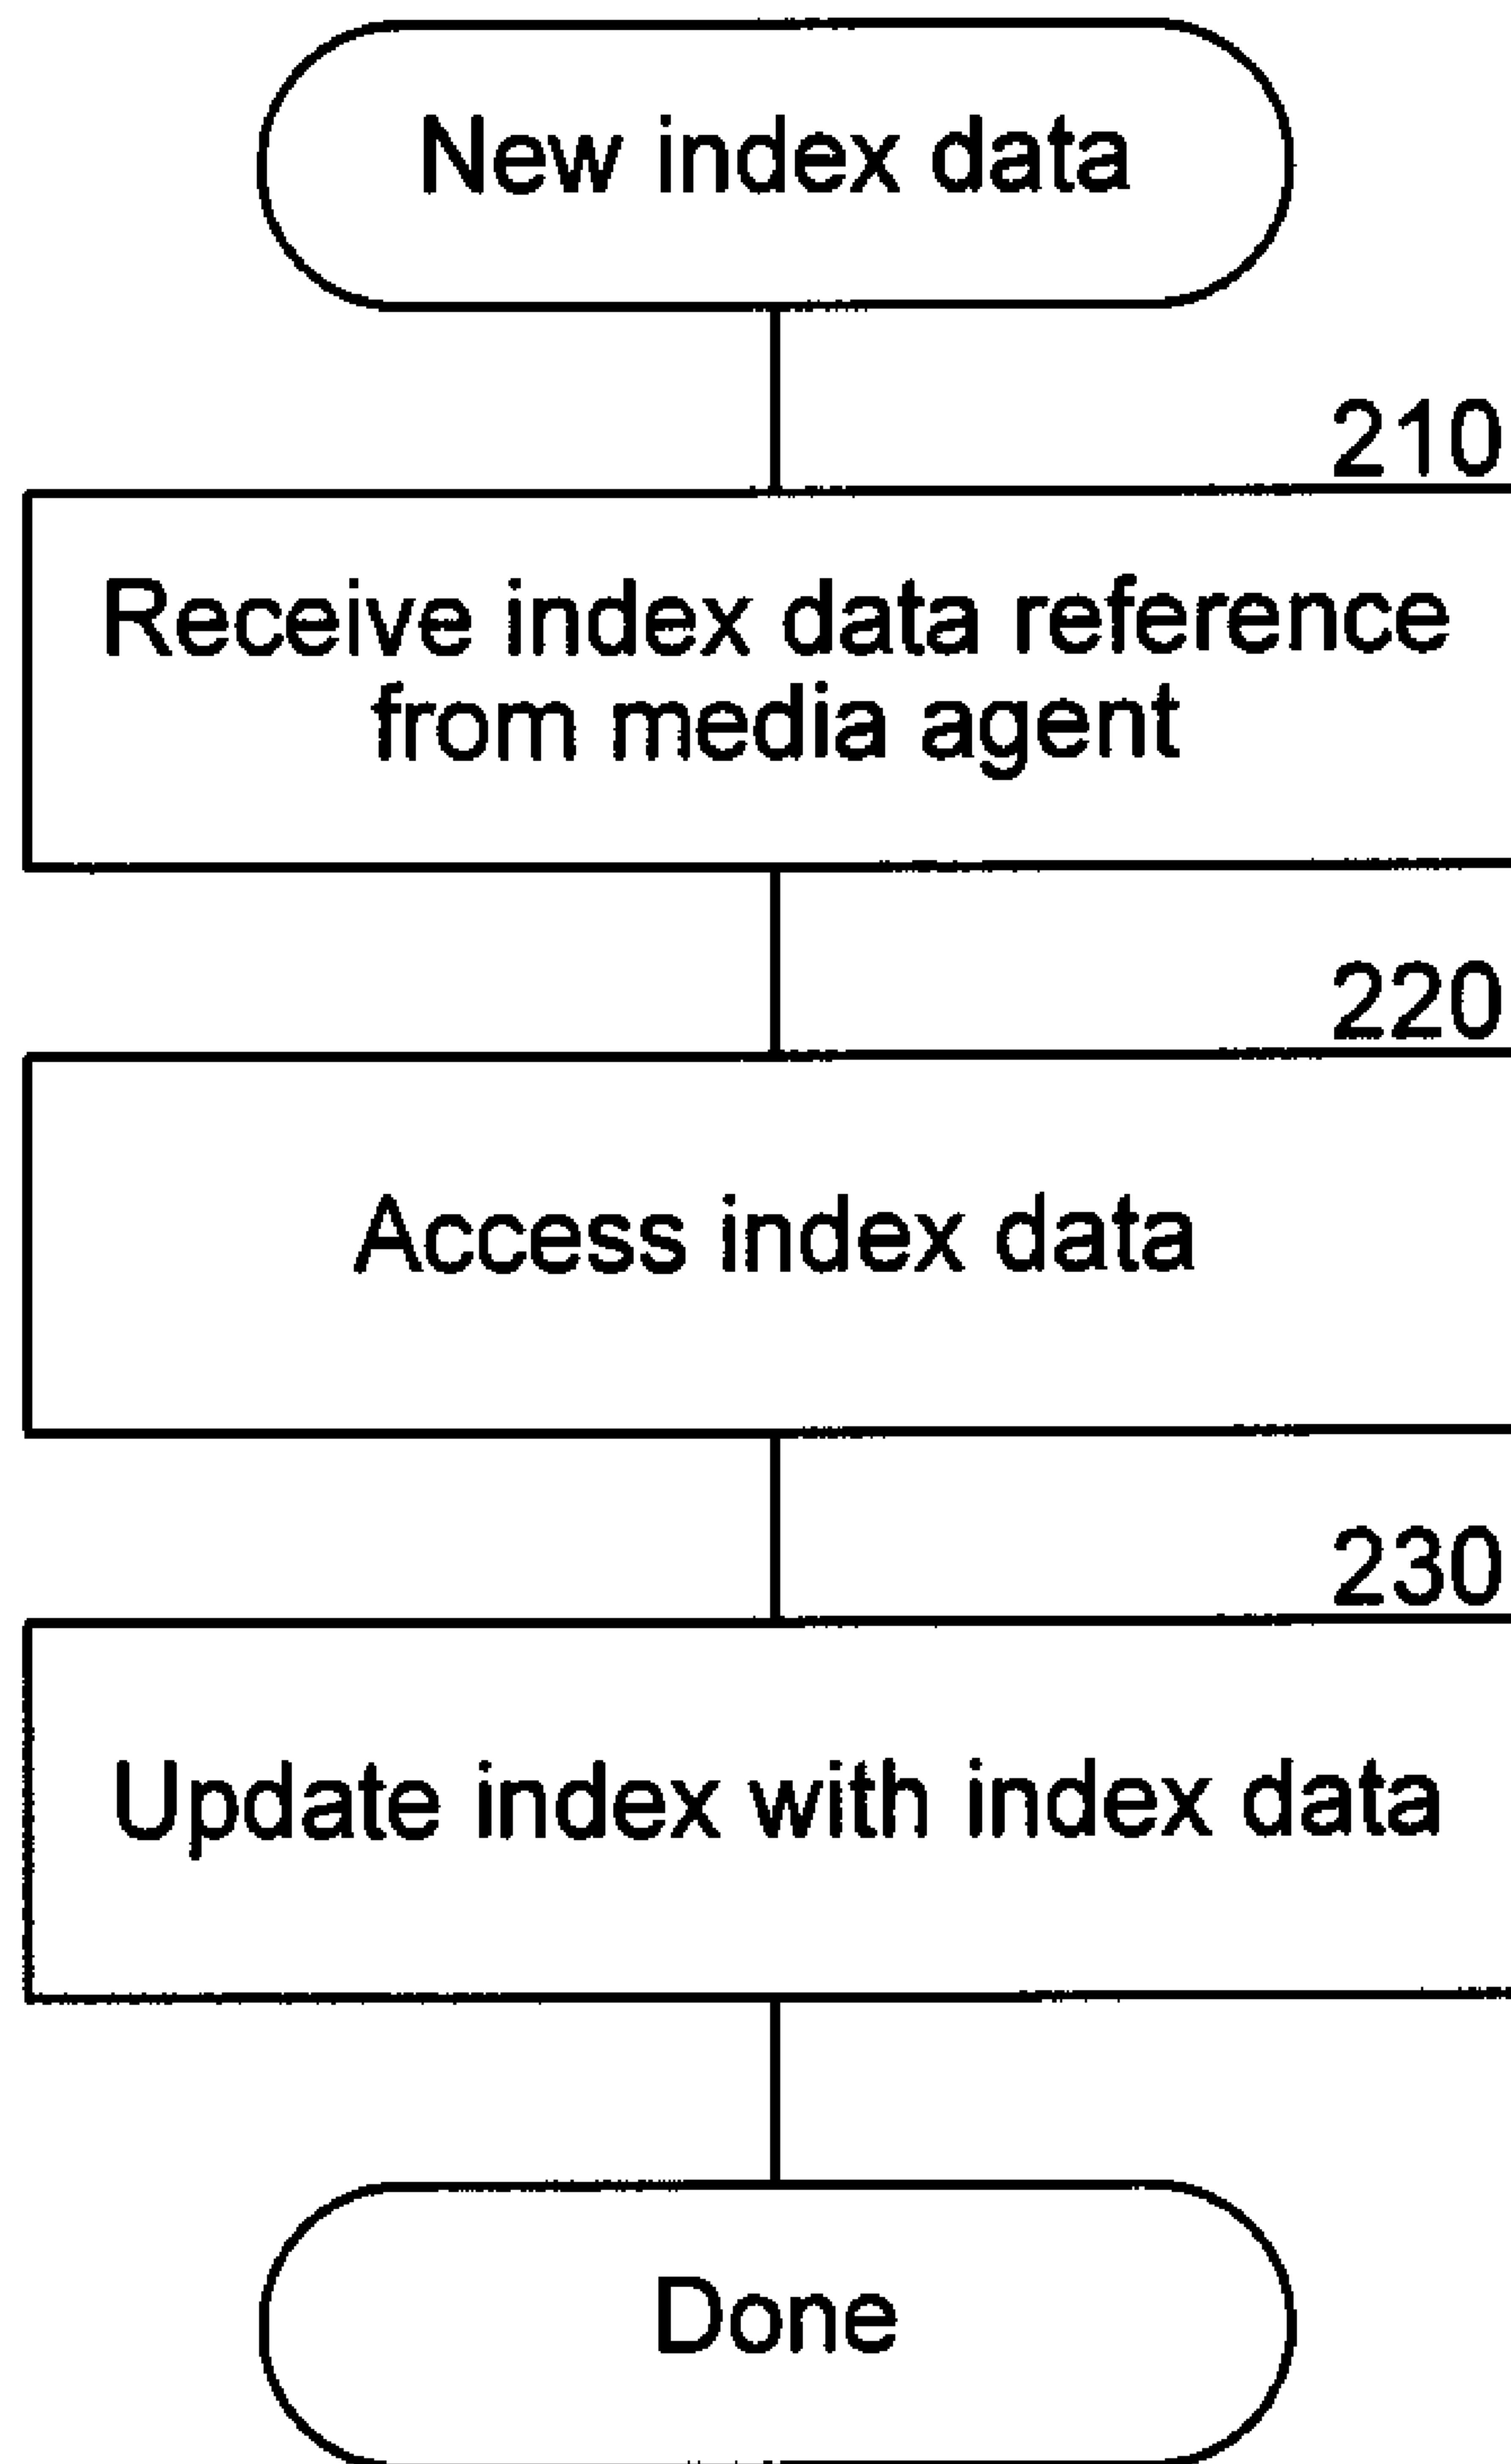 New index data
210
Receive index data reference
from media agent
220
Access index data
230
Update index with index data
Done